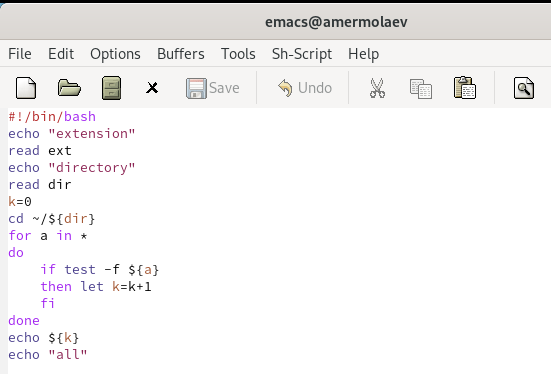 emacs@amermolaev
File Edit Options Buffers Tools Sh-Script Help
Save Undo
#!/bin/bash
echo "extension"
read ext
echo "directory"
read dir
k=0
cd ~/${dir}
for a in *
do
    if test -f ${a}
    then let k=k+1
    fi
done
echo ${k}
echo "all"